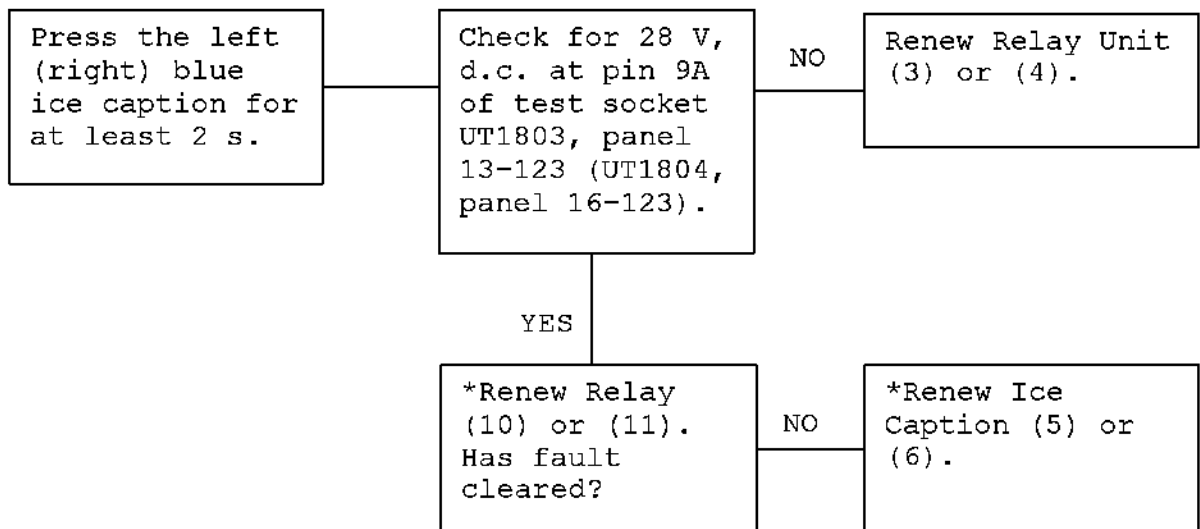 Press the left
(right) blue
ice caption for
at least 2 s.
Check for 28 V,
d.c. at pin 9A
of test socket
UT1803, panel
13-123 (UT1804,
panel 16-123).
NO
Renew Relay Unit
(3) or (4).
YES
*Renew Relay
(10) or (11).
Has fault
cleared?
NO
*Renew Ice
Caption (5) or
(6).